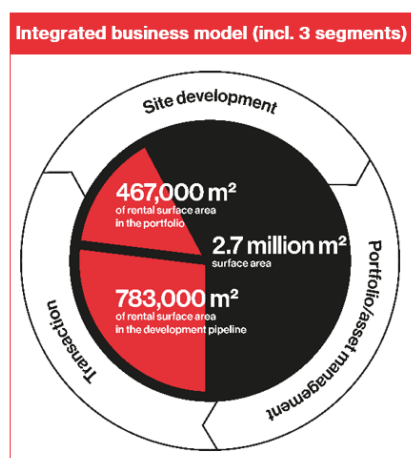 Integrated business model (incl. 3 segments)
Site development
467,000 m²
of rental surface area
in the portfolio
2.7 million m²
surface area
783,000 m²
of rental surface area
in the development pipeline
Portfolio/asset management
Transaction